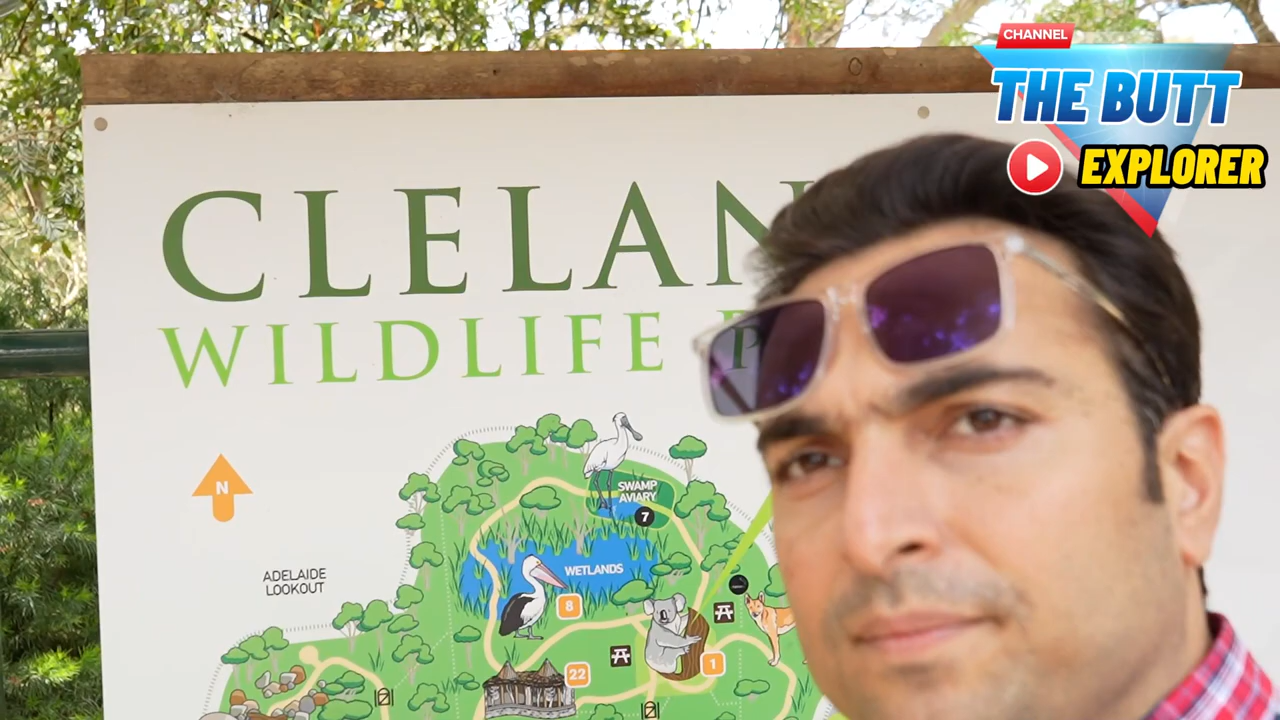 CHANNEL
THE BUTT
EXPLORER
CLELAN
WILDLIFE P
N
SWAMP
AVIARY
7
ADELAIDE
LOOKOUT
WETLANDS
8
1
22